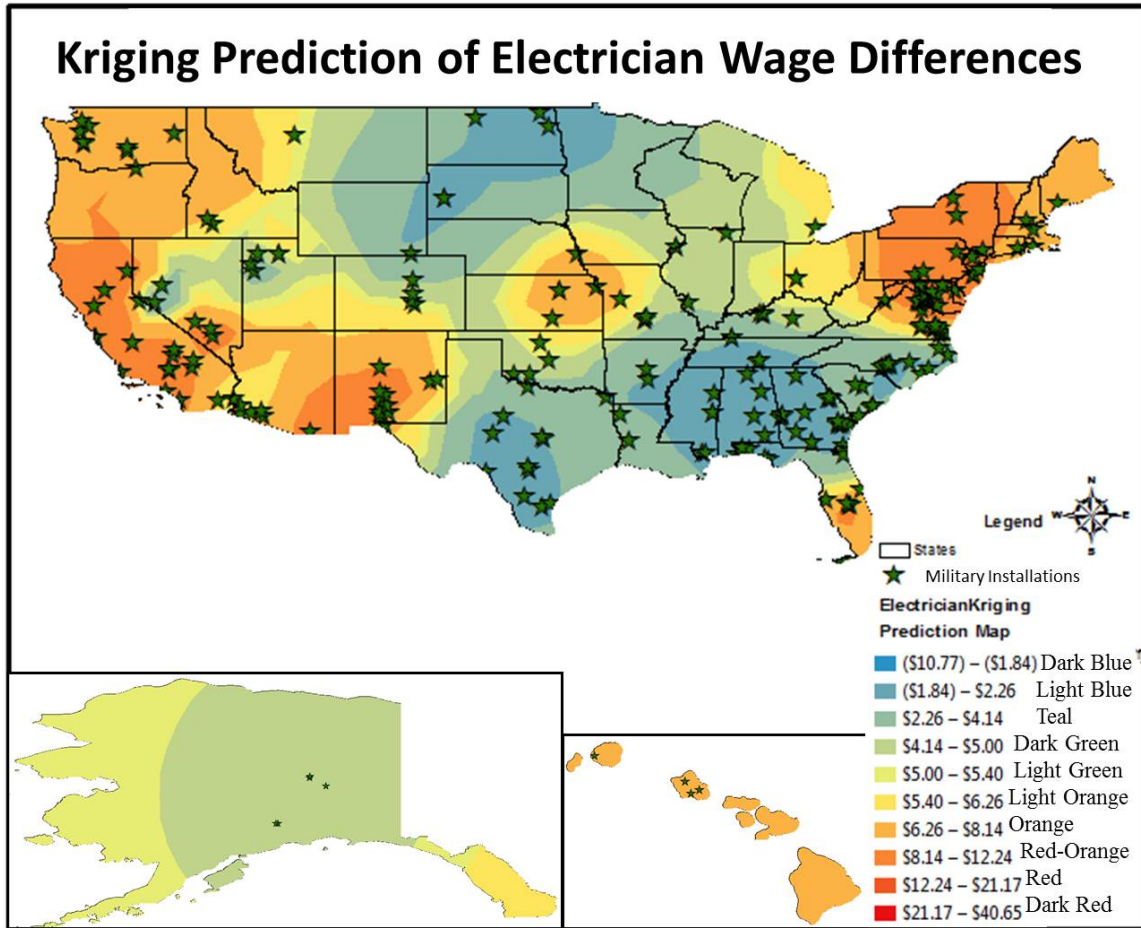 Kriging Prediction of Electrician Wage Differences
N
W E
S
Legend
States
Military Installations
ElectricianKriging
Prediction Map
($10.77) – ($1.84) Dark Blue
($1.84) – $2.26 Light Blue
$2.26 – $4.14 Teal
$4.14 – $5.00 Dark Green
$5.00 – $5.40 Light Green
$5.40 – $6.26 Light Orange
$6.26 – $8.14 Orange
$8.14 – $12.24 Red-Orange
$12.24 – $21.17 Red
$21.17 – $40.65 Dark Red